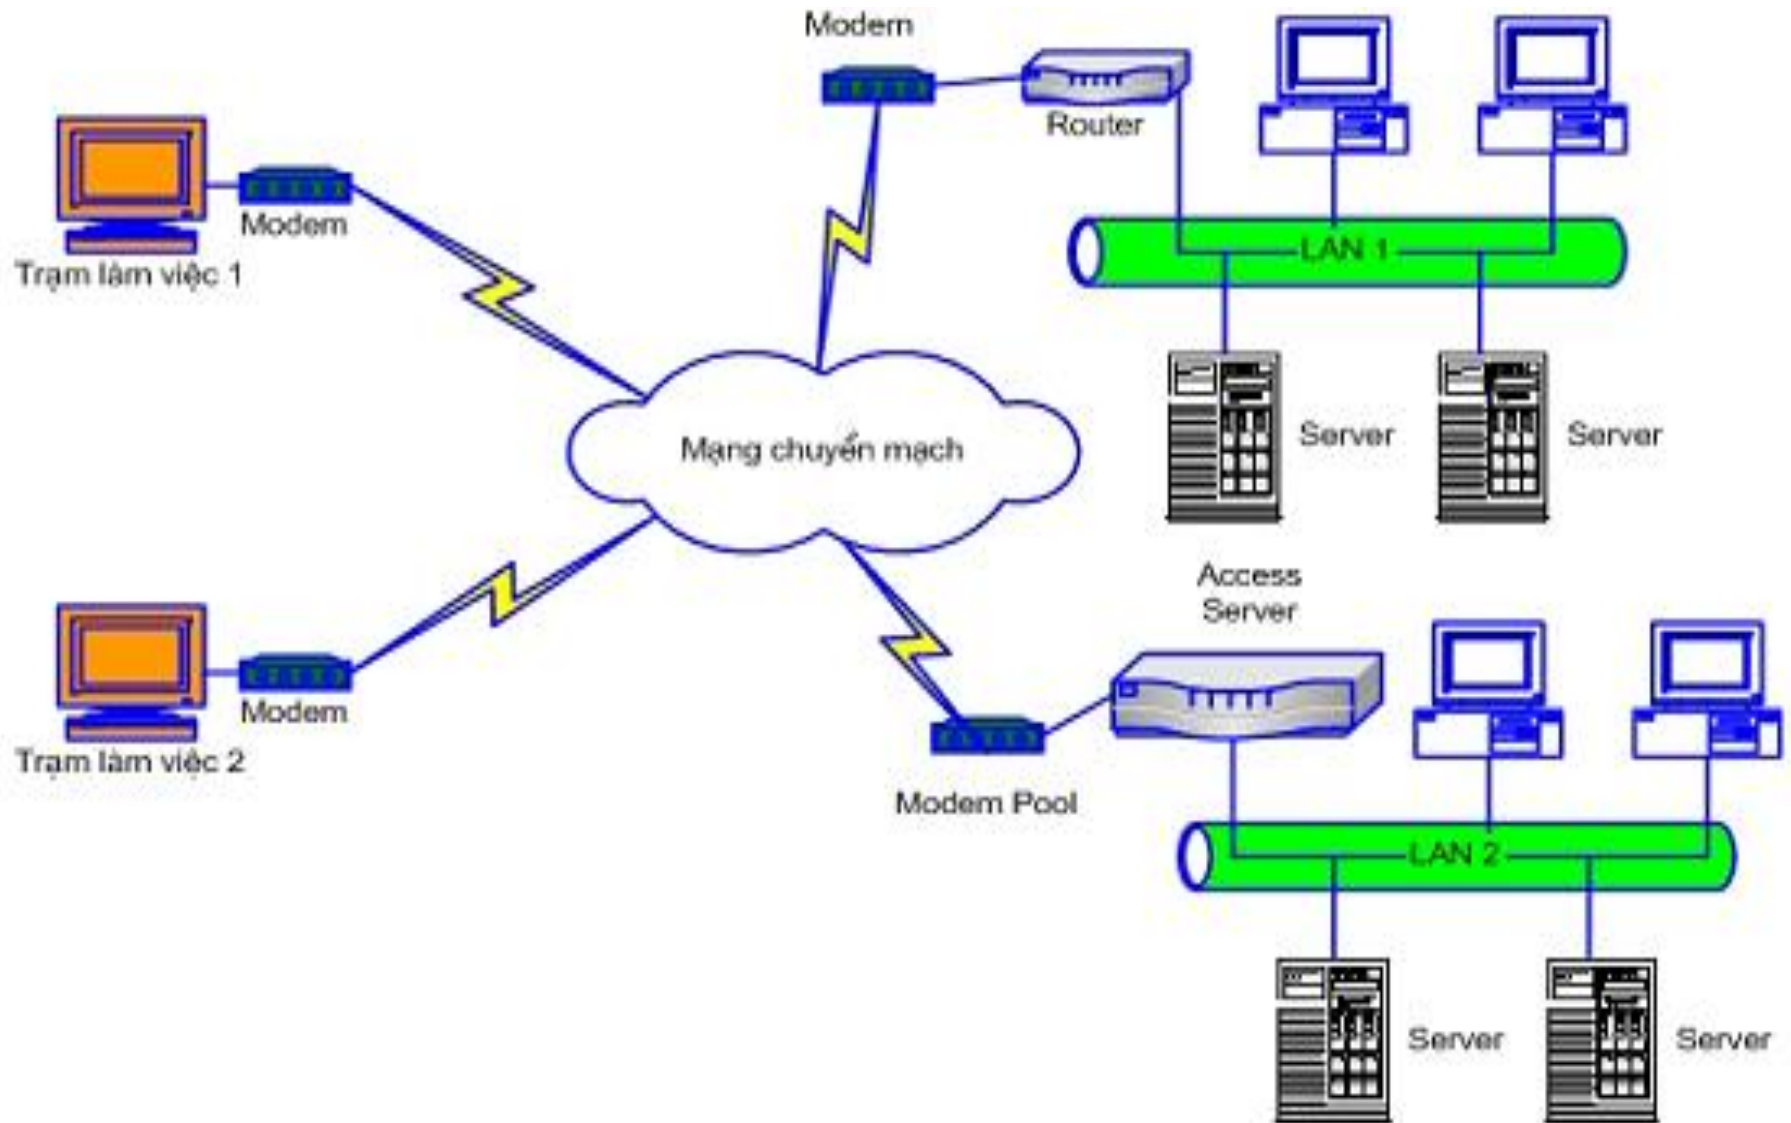 Modem
Router
Modem
Trạm làm việc 1
LAN 1
Mạng chuyển mạch
Server
Server
Access
Server
Modem
Trạm làm việc 2
Modem Pool
LAN 2
Server
Server